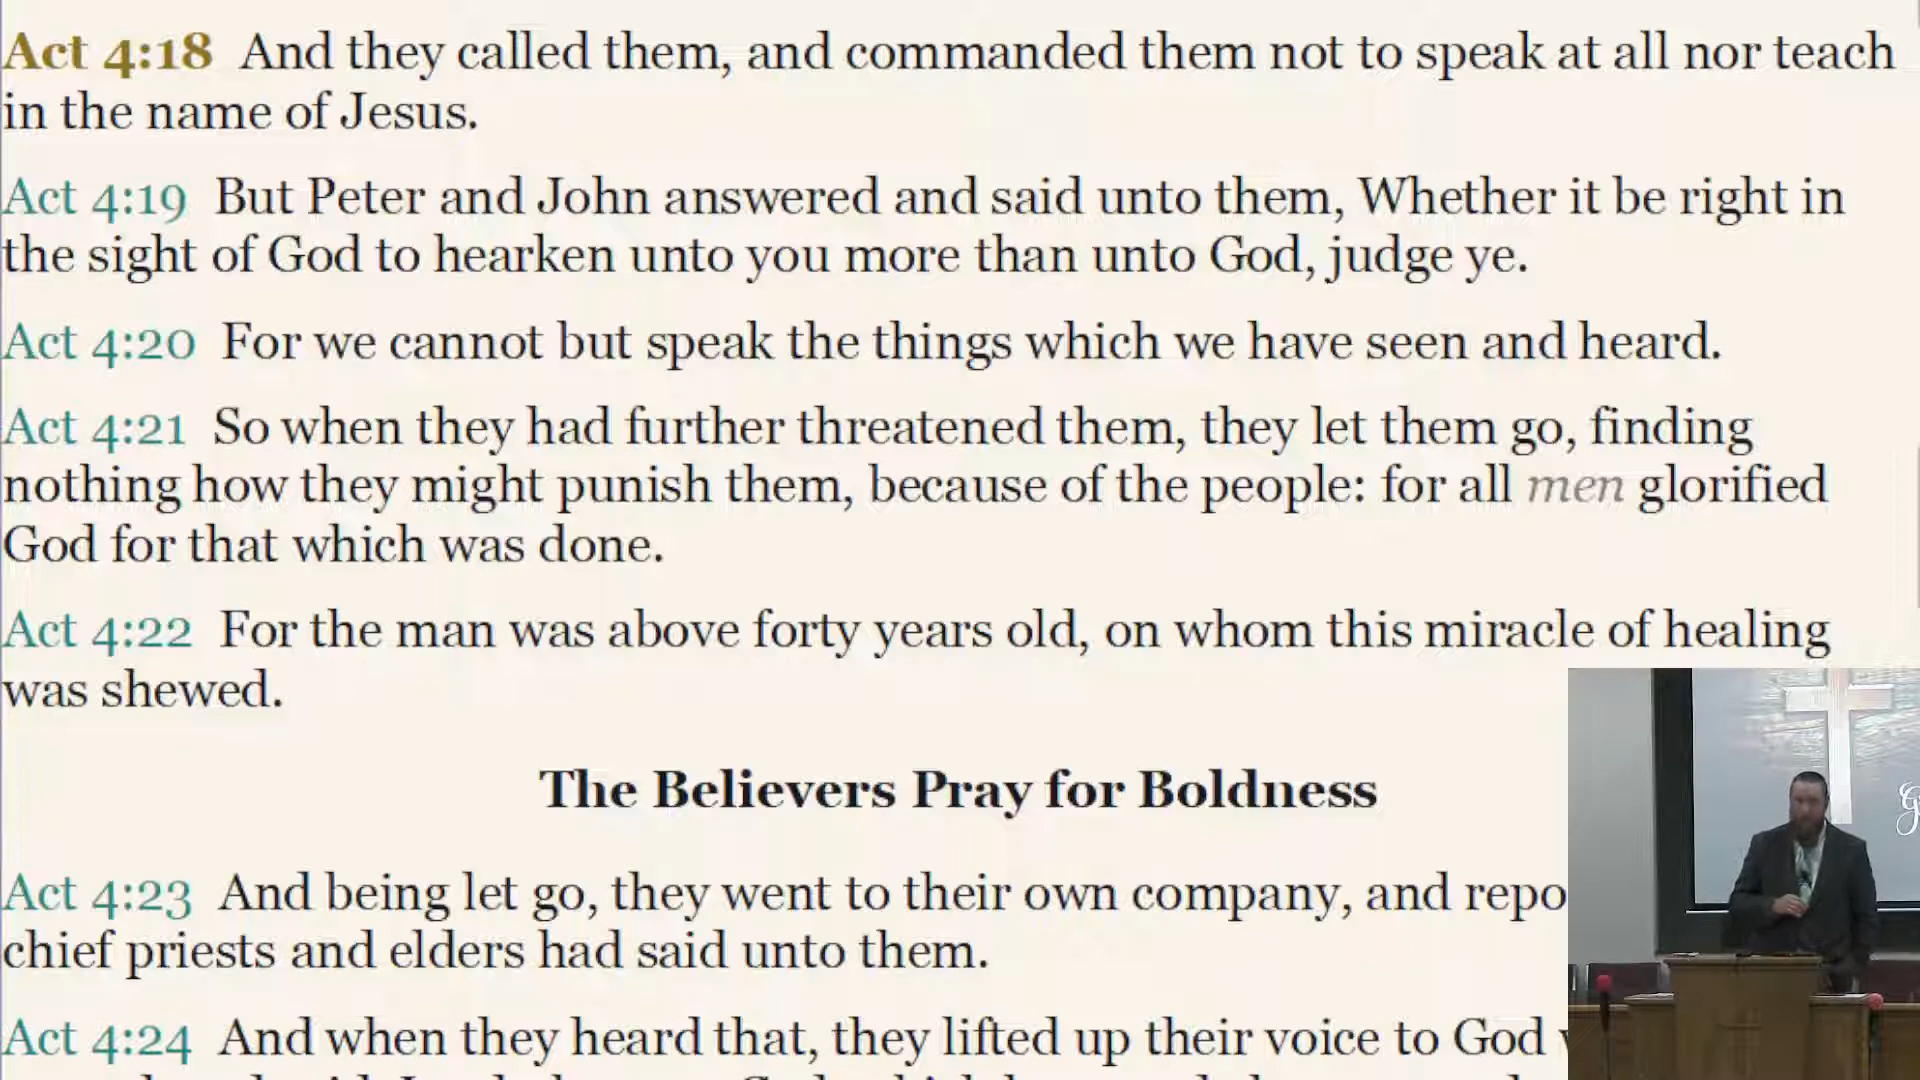 Act 4:18 And they called them, and commanded them not to speak at all nor teach
in the name of Jesus.
Act 4:19 But Peter and John answered and said unto them, Whether it be right in
the sight of God to hearken unto you more than unto God, judge ye.
Act 4:20 For we cannot but speak the things which we have seen and heard.
Act 4:21 So when they had further threatened them, they let them go, finding
nothing how they might punish them, because of the people: for all men glorified
God for that which was done.
Act 4:22 For the man was above forty years old, on whom this miracle of healing
was shewed.
The Believers Pray for Boldness
Act 4:23 And being let go, they went to their own company, and repo
chief priests and elders had said unto them.
Act 4:24 And when they heard that, they lifted up their voice to God